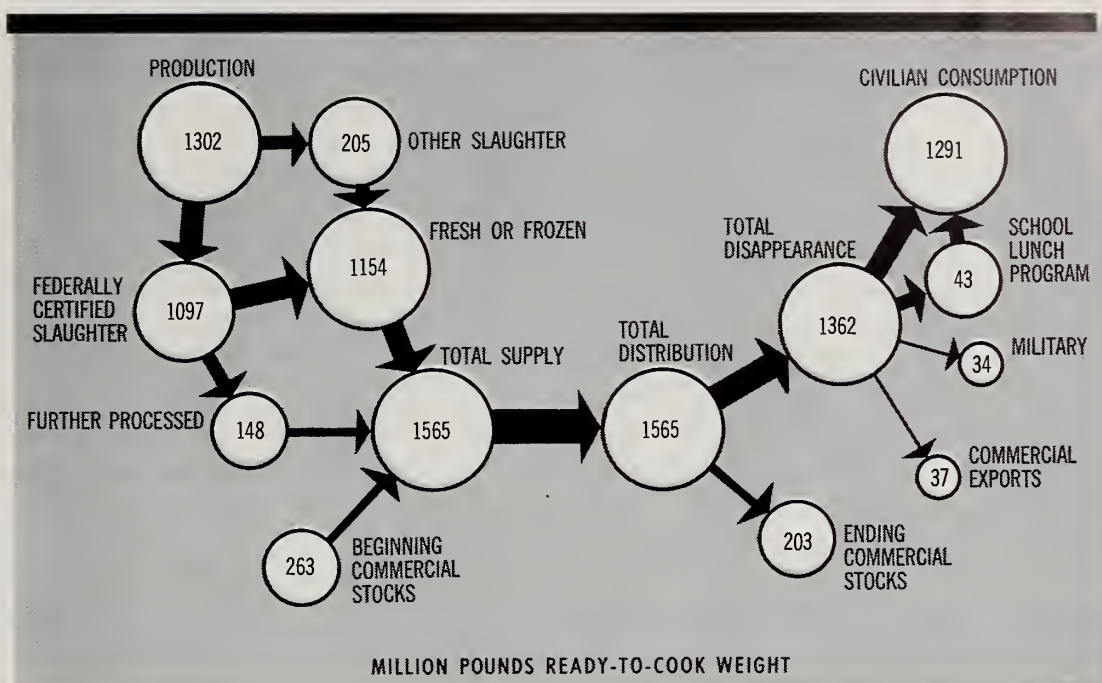 PRODUCTION
1302
205
OTHER SLAUGHTER
FRESH OR FROZEN
1154
FEDERALLY
CERTIFIED
SLAUGHTER
1097
FURTHER PROCESSED
148
TOTAL SUPPLY
1565
263
BEGINNING
COMMERCIAL
STOCKS
TOTAL
DISTRIBUTION
1565
203
ENDING
COMMERCIAL
STOCKS
TOTAL
DISAPPEARANCE
1362
CIVILIAN CONSUMPTION
1291
SCHOOL
LUNCH
PROGRAM
43
MILITARY
34
COMMERCIAL
EXPORTS
37
MILLION POUNDS READY-TO-COOK WEIGHT